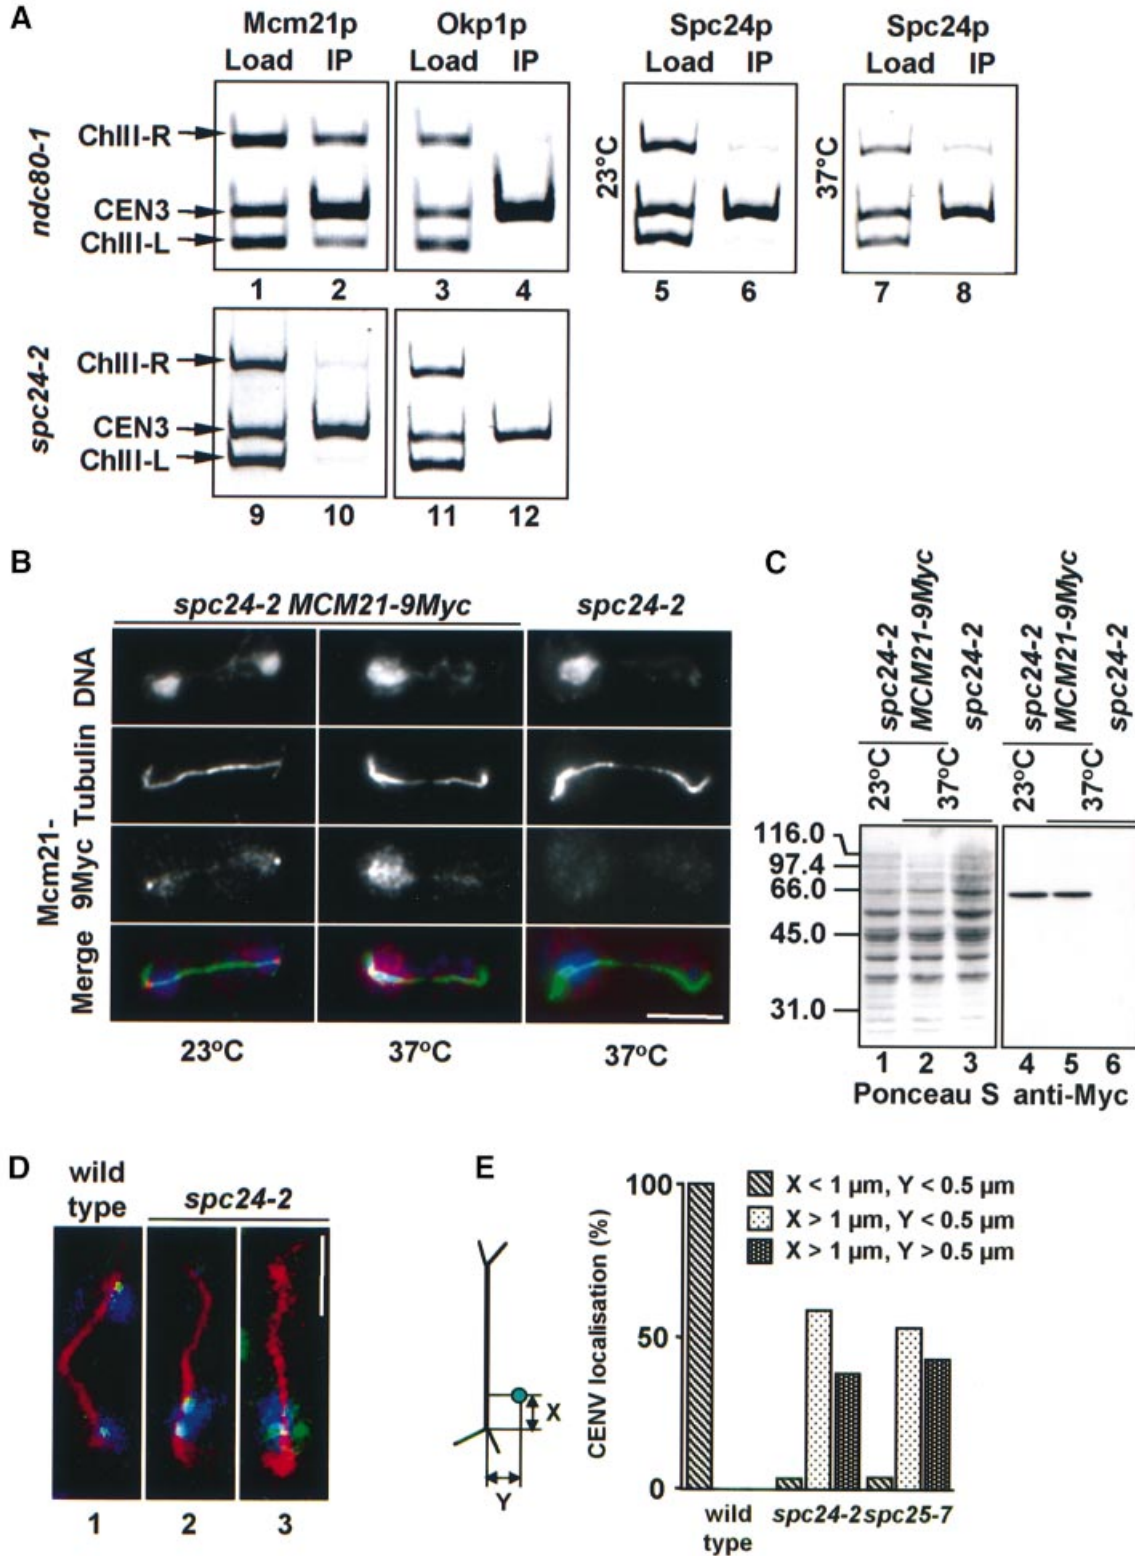 A
Mcm21p Okp1p Spc24p Spc24p
Load IP Load IP Load IP Load IP
ndc80-1
ChIII-R
CEN3
ChIII-L
23°C
37°C
1 2 3 4 5 6 7 8
spc24-2
ChIII-R
CEN3
ChIII-L
9 10 11 12
B
spc24-2 MCM21-9Myc spc24-2
DNA
Tubulin
Mcm21-
9Myc
Merge
23°C 37°C 37°C
C
spc24-2
MCM21-9Myc
spc24-2
spc24-2
MCM21-9Myc
spc24-2
23°C 37°C 23°C 37°C
116.0
97.4
66.0
45.0
31.0
1 2 3 4 5 6
Ponceau S anti-Myc
D
wild
type
spc24-2
1 2 3
E
X
Y
CENV localisation (%)
100
50
0
X < 1 µm, Y < 0.5 µm
X > 1 µm, Y < 0.5 µm
X > 1 µm, Y > 0.5 µm
wild
type
spc24-2 spc25-7